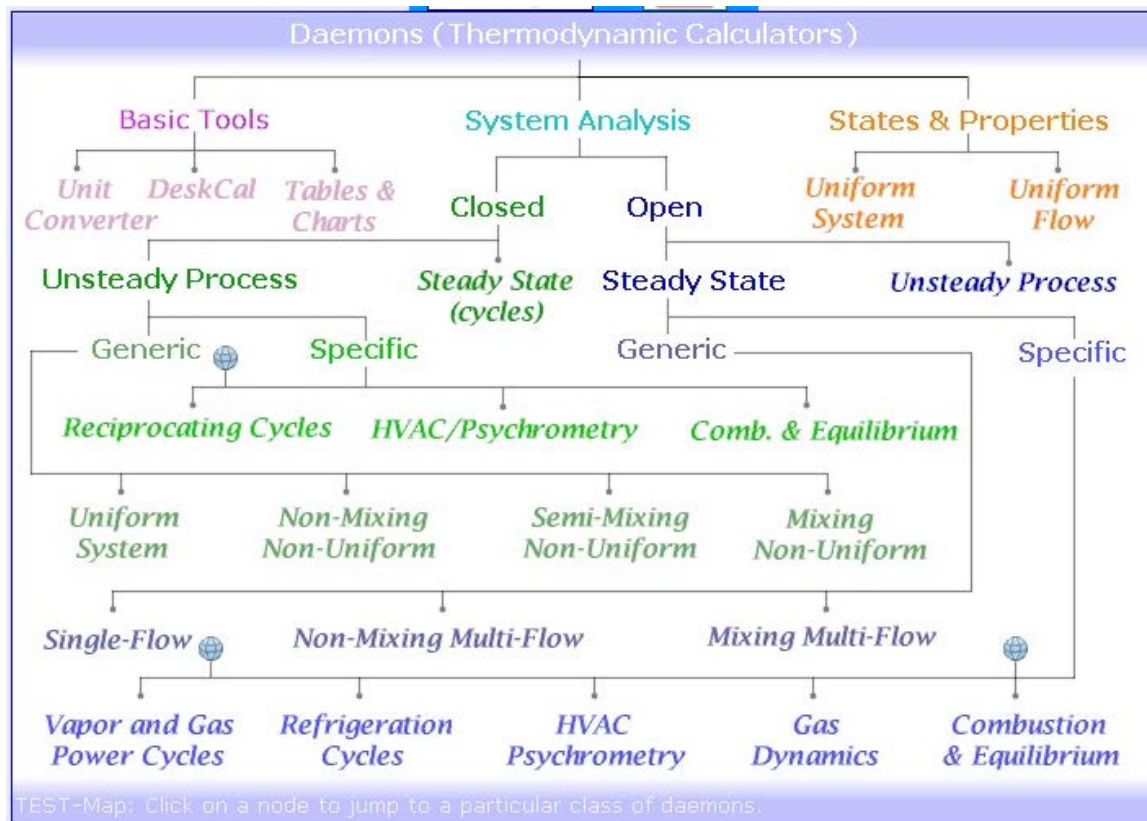 Daemons (Thermodynamic Calculators)
Basic Tools
System Analysis
States & Properties
Unit
Converter
DeskCal
Tables &
Charts
Closed
Open
Uniform
System
Uniform
Flow
Unsteady Process
Steady State
(cycles)
Steady State
Unsteady Process
Generic
Specific
Generic
Specific
Reciprocating Cycles
HVAC/Psychrometry
Comb. & Equilibrium
Uniform
System
Non-Mixing
Non-Uniform
Semi-Mixing
Non-Uniform
Mixing
Non-Uniform
Single-Flow
Non-Mixing Multi-Flow
Mixing Multi-Flow
Vapor and Gas
Power Cycles
Refrigeration
Cycles
HVAC
Psychrometry
Gas
Dynamics
Combustion
& Equilibrium
TEST-Map: Click on a node to jump to a particular class of daemons.